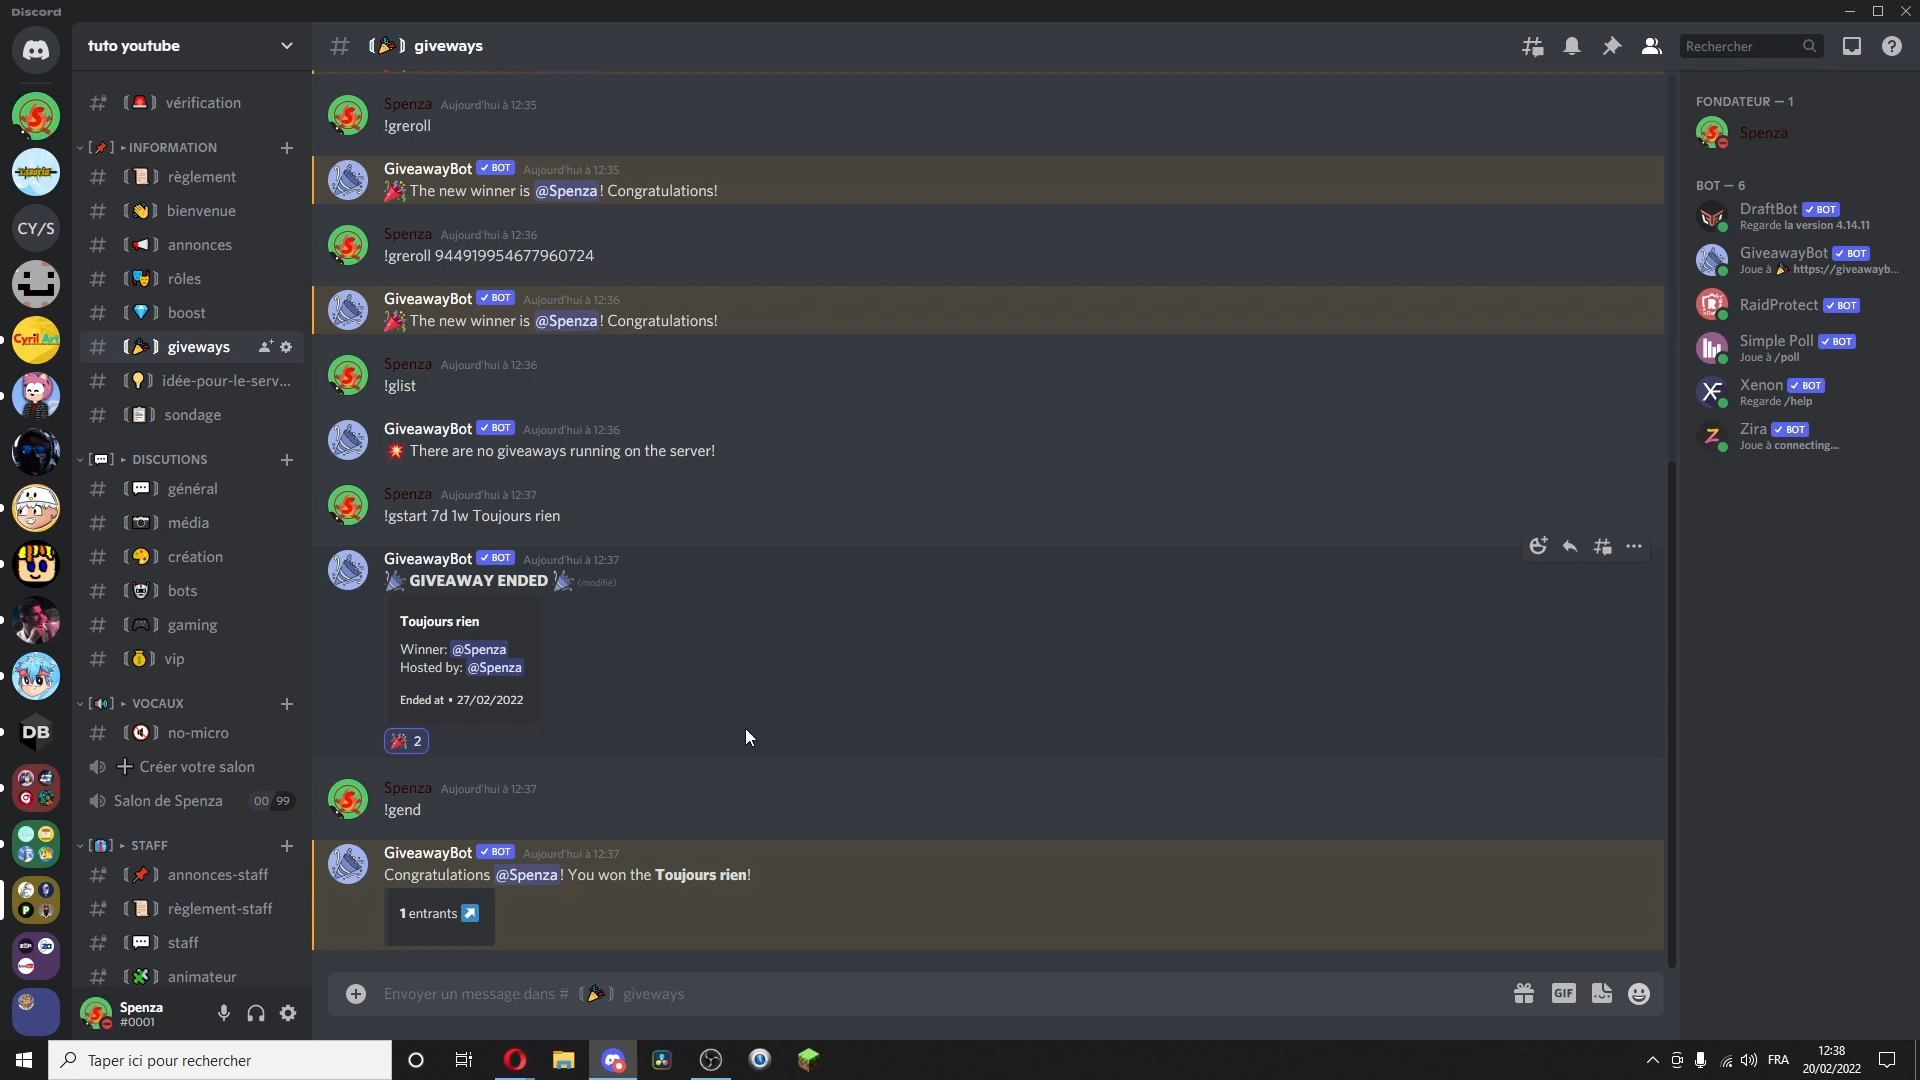 Discord
tuto youtube
vérification
INFORMATION
règlement
bienvenue
annonces
rôles
boost
giveways
idée-pour-le-serv...
sondage
DISCUTIONS
général
média
création
bots
gaming
vip
VOCAUX
no-micro
Créer votre salon
Salon de Spenza 00 99
STAFF
annonces-staff
règlement-staff
staff
animateur
Spenza
#0001
CY/S
LABOTIG
Cyril Art
DB
giveways
Rechercher
Spenza Aujourd'hui à 12:35
!greroll
GiveawayBot BOT Aujourd'hui à 12:35
The new winner is @Spenza! Congratulations!
Spenza Aujourd'hui à 12:36
!greroll 944919954677960724
GiveawayBot BOT Aujourd'hui à 12:36
The new winner is @Spenza! Congratulations!
Spenza Aujourd'hui à 12:36
!glist
GiveawayBot BOT Aujourd'hui à 12:36
There are no giveaways running on the server!
Spenza Aujourd'hui à 12:37
!gstart 7d 1w Toujours rien
GiveawayBot BOT Aujourd'hui à 12:37
GIVEAWAY ENDED (modifié)
Toujours rien
Winner: @Spenza
Hosted by: @Spenza
Ended at • 27/02/2022
2
Spenza Aujourd'hui à 12:37
!gend
GiveawayBot BOT Aujourd'hui à 12:37
Congratulations @Spenza! You won the Toujours rien!
1 entrants
Envoyer un message dans # giveways
GIF
FONDATEUR — 1
Spenza
BOT — 6
DraftBot BOT
Regarde la version 4.14.11
GiveawayBot BOT
Joue à https://giveawayb...
RaidProtect BOT
Simple Poll BOT
Joue à /poll
Xenon BOT
Regarde /help
Zira BOT
Joue à connecting...
Taper ici pour rechercher
FRA
12:38
20/02/2022